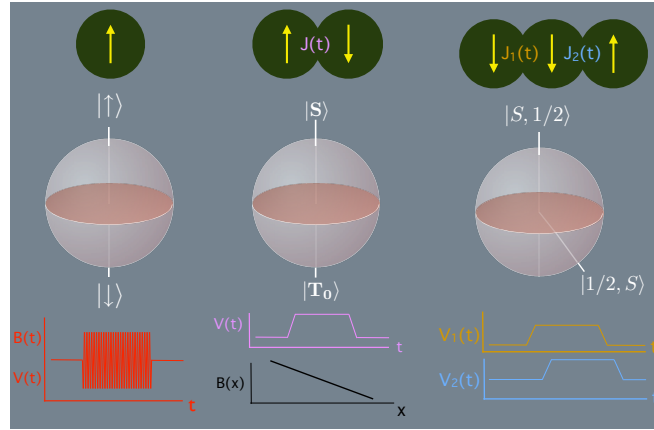 J(t)
J₁(t) J₂(t)
|↑⟩
|S⟩
|S, 1/2⟩
|↓⟩
|T₀⟩
|1/2, S⟩
B(t)
V(t)
t
V(t)
t
B(x)
x
V₁(t)
t
V₂(t)
t